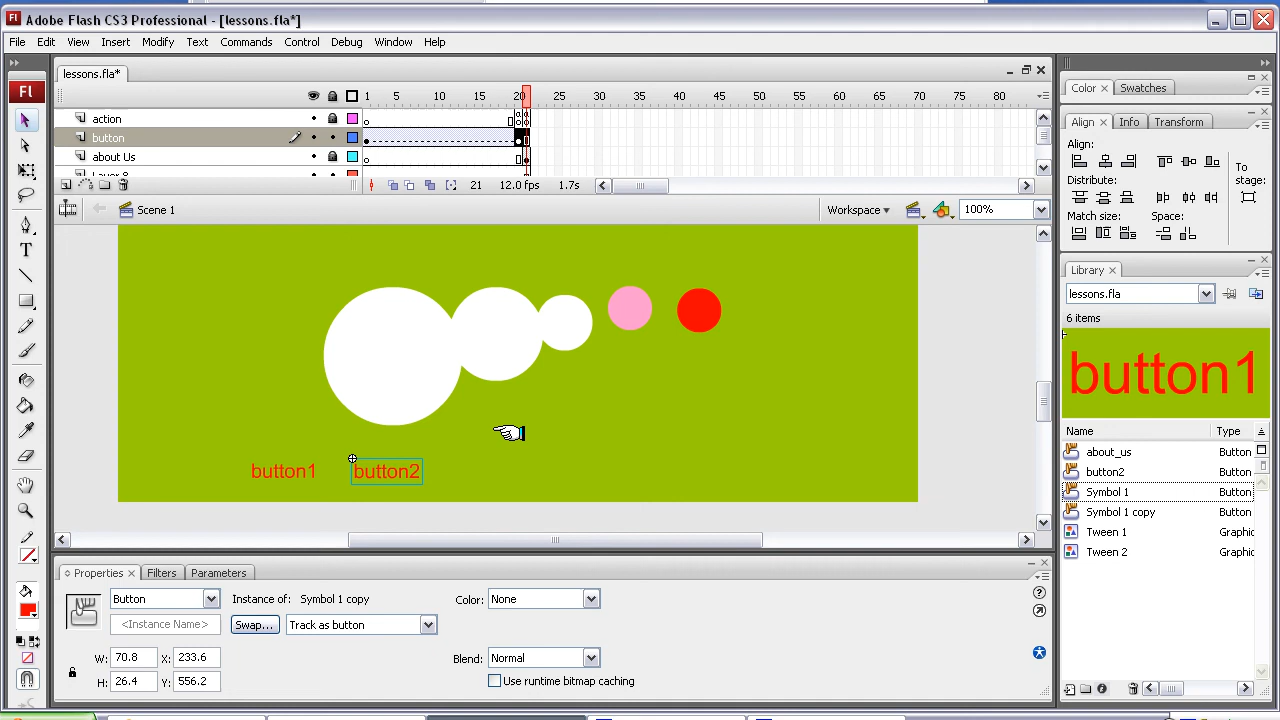 Adobe Flash CS3 Professional - [lessons.fla*]
File Edit View Insert Modify Text Commands Control Debug Window Help
lessons.fla*
1 5 10 15 20 25 30 35 40 45 50 55 60 65 70 75 80
action
button
about Us
21 12.0 fps 1.7s
Scene 1 Workspace 100%
button1 button2
Properties Filters Parameters
Button Instance of: Symbol 1 copy Color: None
<Instance Name> Swap... Track as button
W: 70.8 X: 233.6 Blend: Normal
H: 26.4 Y: 556.2 Use runtime bitmap caching
Fl
Color Swatches
Align Info Transform
Align:
To stage:
Distribute:
Match size: Space:
Library
lessons.fla
6 items
button1
Name Type
about_us Button
button2 Button
Symbol 1 Button
Symbol 1 copy Button
Tween 1 Graphic
Tween 2 Graphic